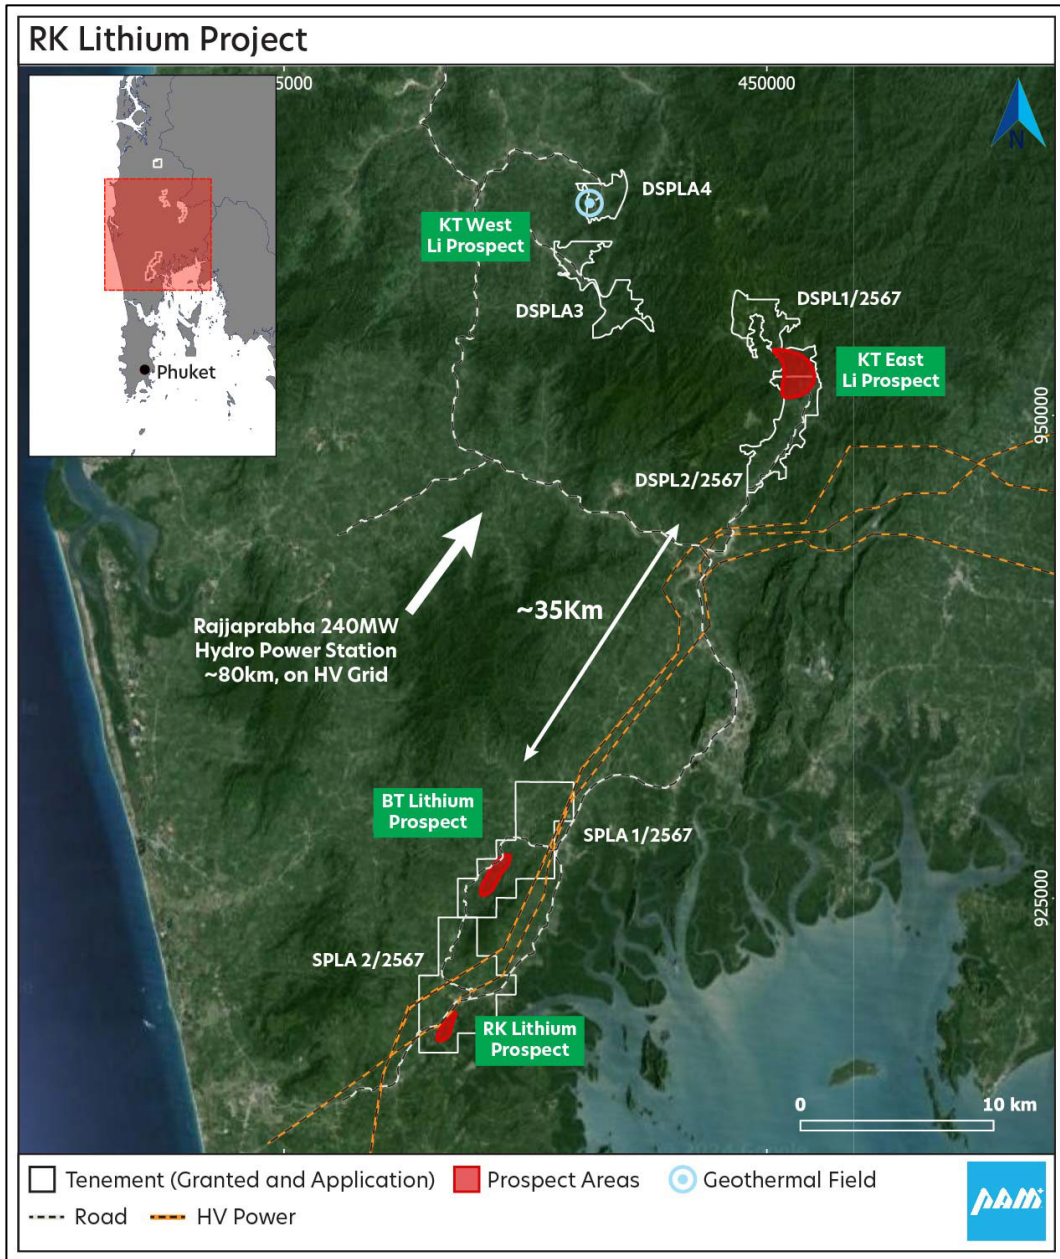 RK Lithium Project
5000
450000
N
DSPLA4
KT West
Li Prospect
DSPLA3
DSPL1/2567
KT East
Li Prospect
Phuket
950000
DSPL2/2567
~35Km
Rajjaprabha 240MW
Hydro Power Station
~80km, on HV Grid
BT Lithium
Prospect
SPLA 1/2567
925000
SPLA 2/2567
RK Lithium
Prospect
0 10 km
Tenement (Granted and Application) Prospect Areas Geothermal Field
Road HV Power
PAM+